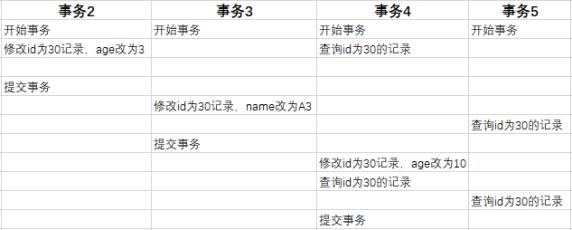 事务2 事务3 事务4 事务5
开始事务 开始事务 开始事务 开始事务
修改id为30记录、age改为3 查询id为30的记录
提交事务
修改id为30记录、name改为A3
查询id为30的记录
提交事务
修改id为30记录、age改为10
查询id为30的记录
查询id为30的记录
提交事务